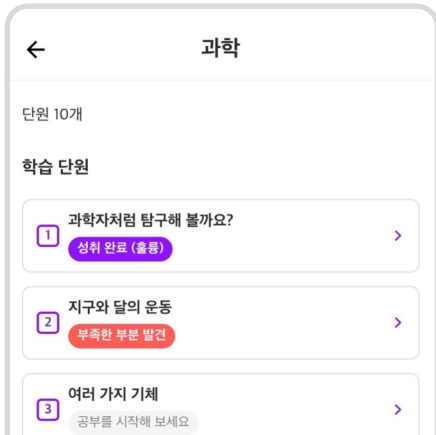 과학
단원 10개
학습 단원
1
과학자처럼 탐구해 볼까요?
성취 완료 (훌륭)
2
지구와 달의 운동
부족한 부분 발견
3
여러 가지 기체
공부를 시작해 보세요